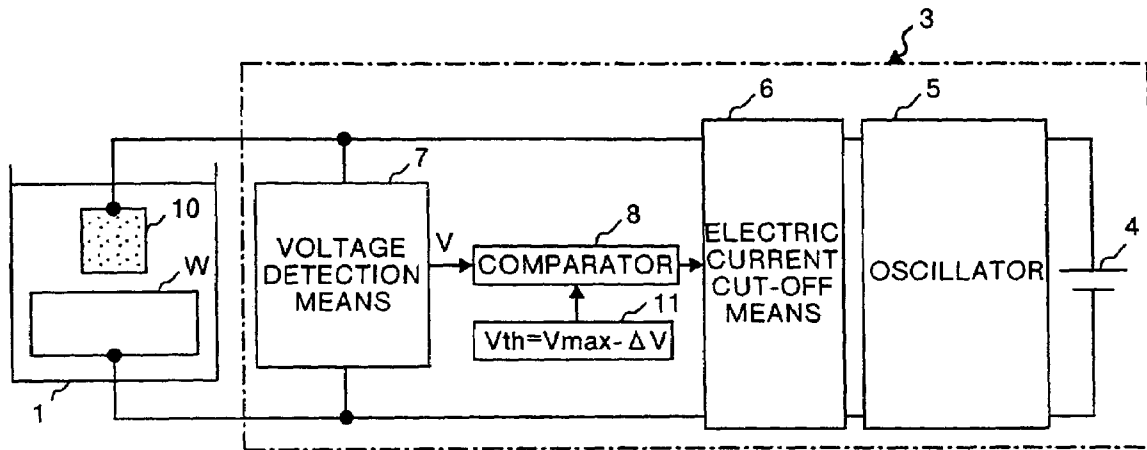 3
6
5
7
10
W
VOLTAGE
DETECTION
MEANS
V
8
COMPARATOR
11
Vth=Vmax-ΔV
ELECTRIC
CURRENT
CUT-OFF
MEANS
OSCILLATOR
4
1